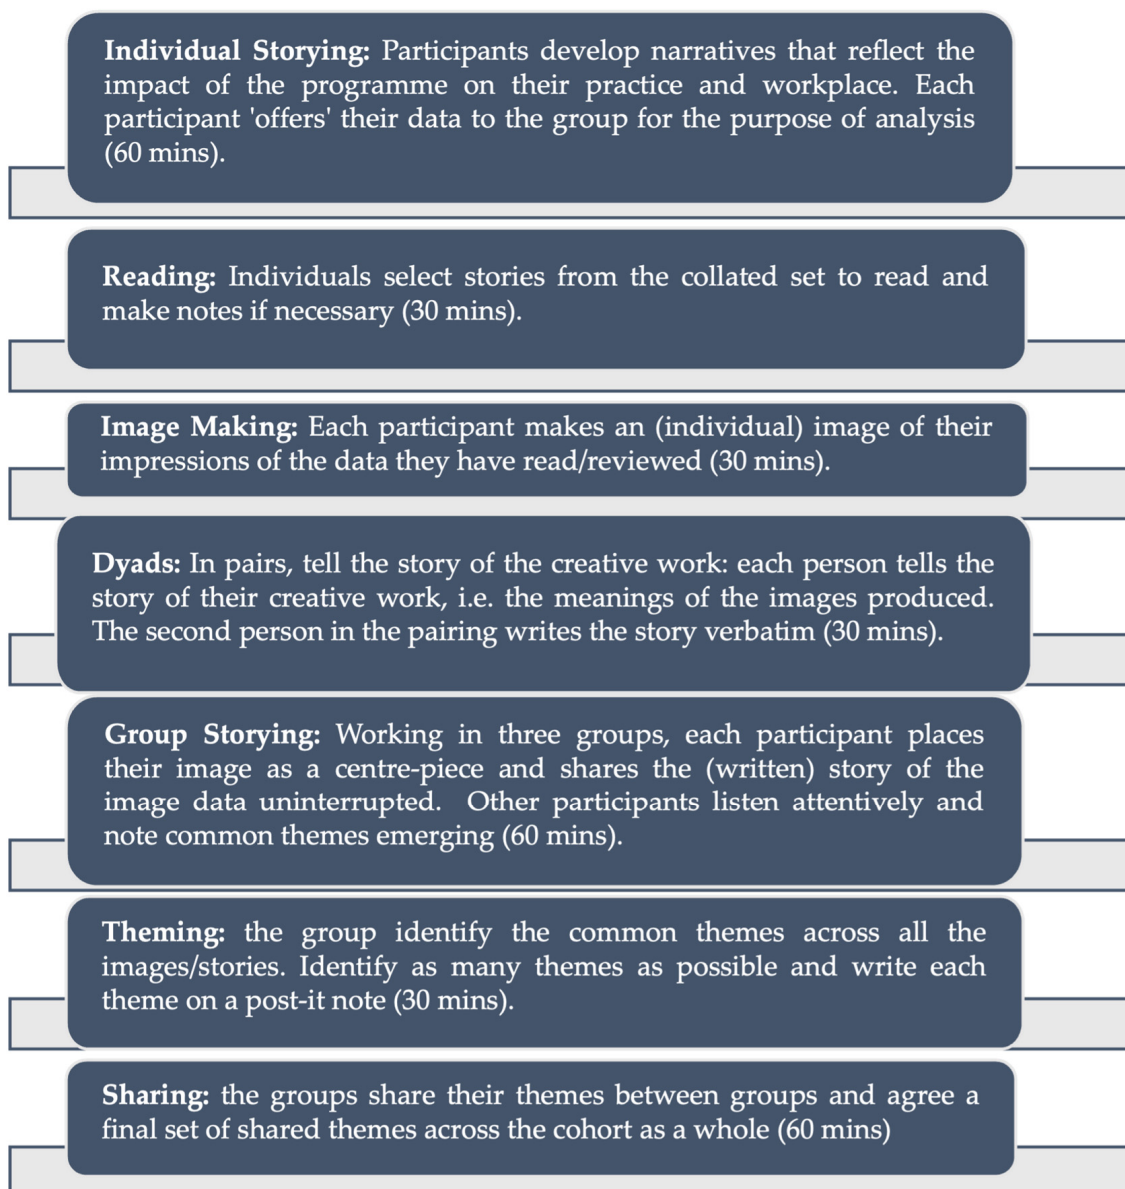 Individual Storying: Participants develop narratives that reflect the
impact of the programme on their practice and workplace. Each
participant 'offers' their data to the group for the purpose of analysis
(60 mins).
Reading: Individuals select stories from the collated set to read and
make notes if necessary (30 mins).
Image Making: Each participant makes an (individual) image of their
impressions of the data they have read/reviewed (30 mins).
Dyads: In pairs, tell the story of the creative work: each person tells the
story of their creative work, i.e. the meanings of the images produced.
The second person in the pairing writes the story verbatim (30 mins).
Group Storying: Working in three groups, each participant places
their image as a centre-piece and shares the (written) story of the
image data uninterrupted. Other participants listen attentively and
note common themes emerging (60 mins).
Theming: the group identify the common themes across all the
images/stories. Identify as many themes as possible and write each
theme on a post-it note (30 mins).
Sharing: the groups share their themes between groups and agree a
final set of shared themes across the cohort as a whole (60 mins)